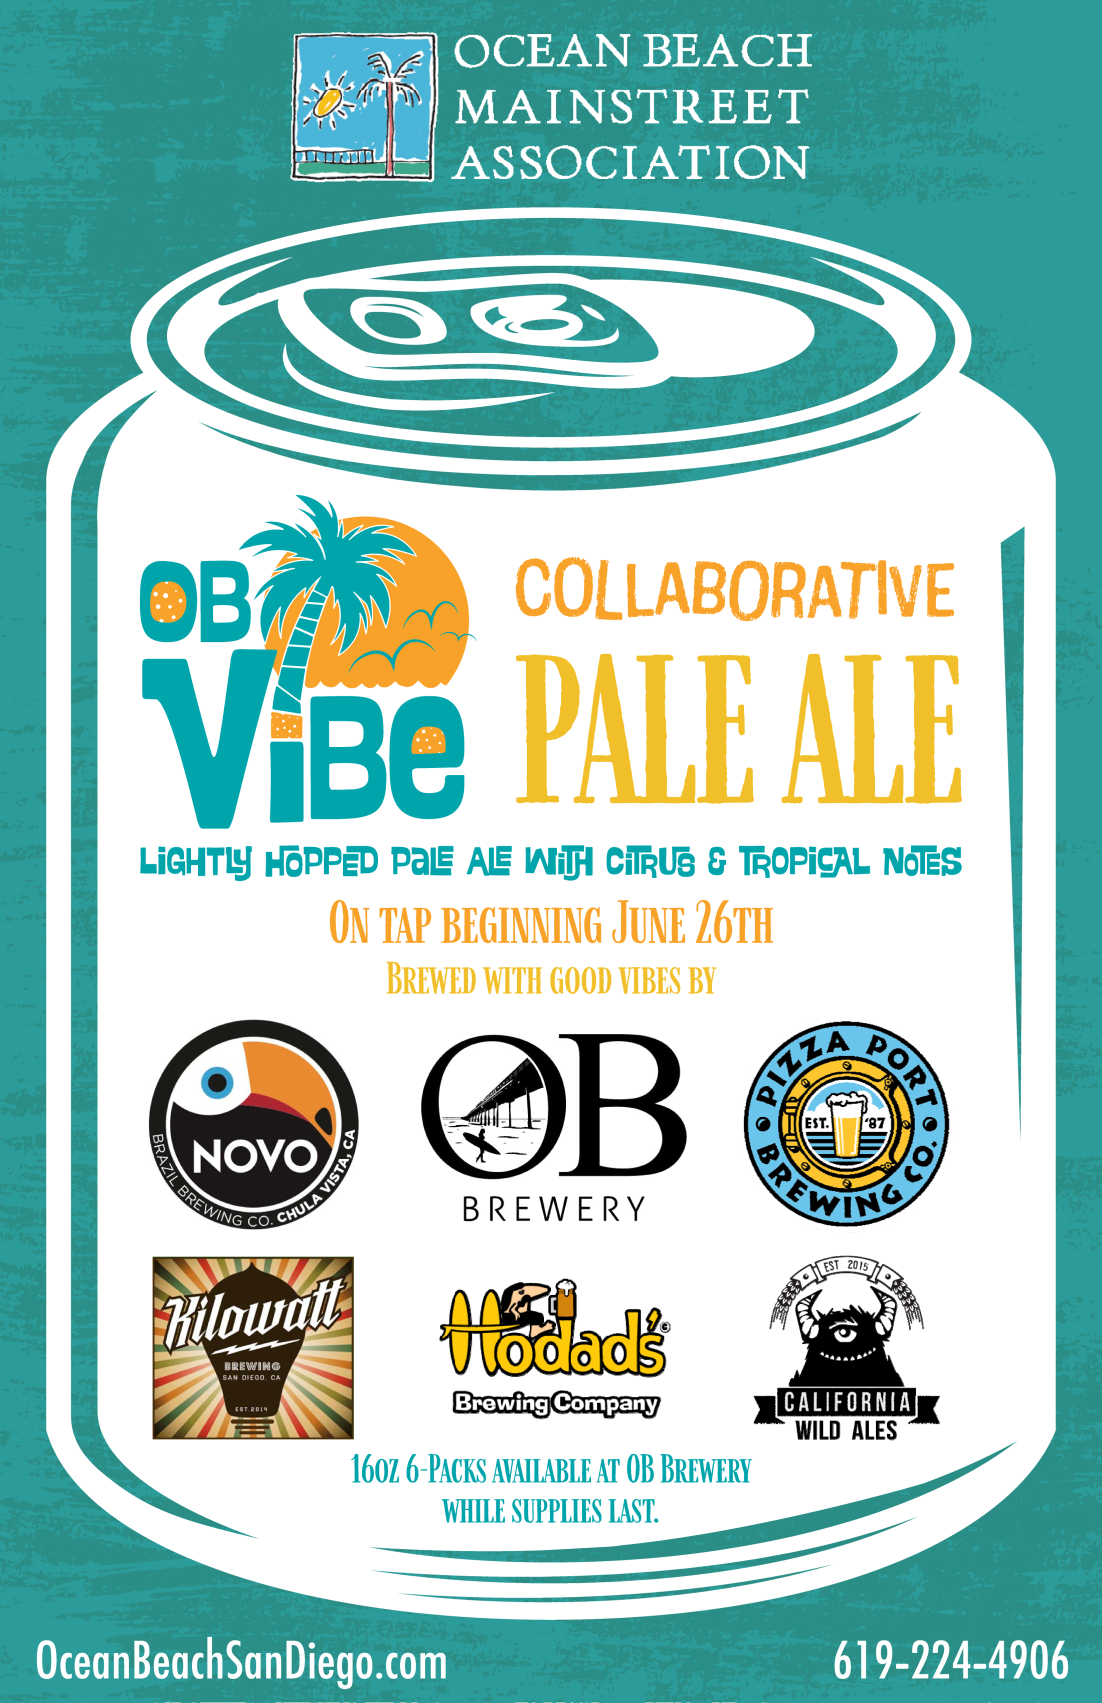 OCEAN BEACH
MAINSTREET
ASSOCIATION
OB
ViBe
COLLABORATIVE
PALE ALE
LiGHTLY HOPPED PaLE ALE WiTH CiTRUS & TROPiCAL NOTES
ON TAP BEGINNING JUNE 26TH
BREWED WITH GOOD VIBES BY
NOVO
BRAZIL BREWING CO. CHULA VISTA, CA
OB
BREWERY
PIZZA PORT
EST. '87
BREWING CO.
Kilowatt
BREWING
SAN DIEGO, CA
EST.2014
Hodad's ©
Brewing Company
EST 2015
CALIFORNIA
WILD ALES
16OZ 6-PACKS AVAILABLE AT OB BREWERY
WHILE SUPPLIES LAST.
OceanBeachSanDiego.com
619-224-4906